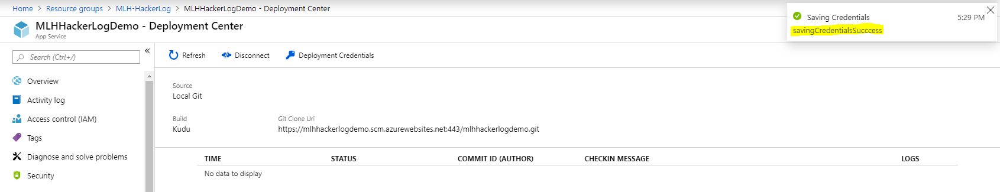 Home > Resource groups > MLH-HackerLog > MLHHackerLogDemo - Deployment Center
MLHHackerLogDemo - Deployment Center
App Service
Saving Credentials 5:29 PM
savingCredentialsSucccess
Search (Ctrl+/)
«
Refresh Disconnect Deployment Credentials
Overview
Activity log
Access control (IAM)
Tags
Diagnose and solve problems
Security
Source
Local Git
Build Git Clone Uri
Kudu https://mlhhackerlogdemo.scm.azurewebsites.net:443/mlhhackerlogdemo.git
TIME STATUS COMMIT ID (AUTHOR) CHECKIN MESSAGE LOGS
No data to display